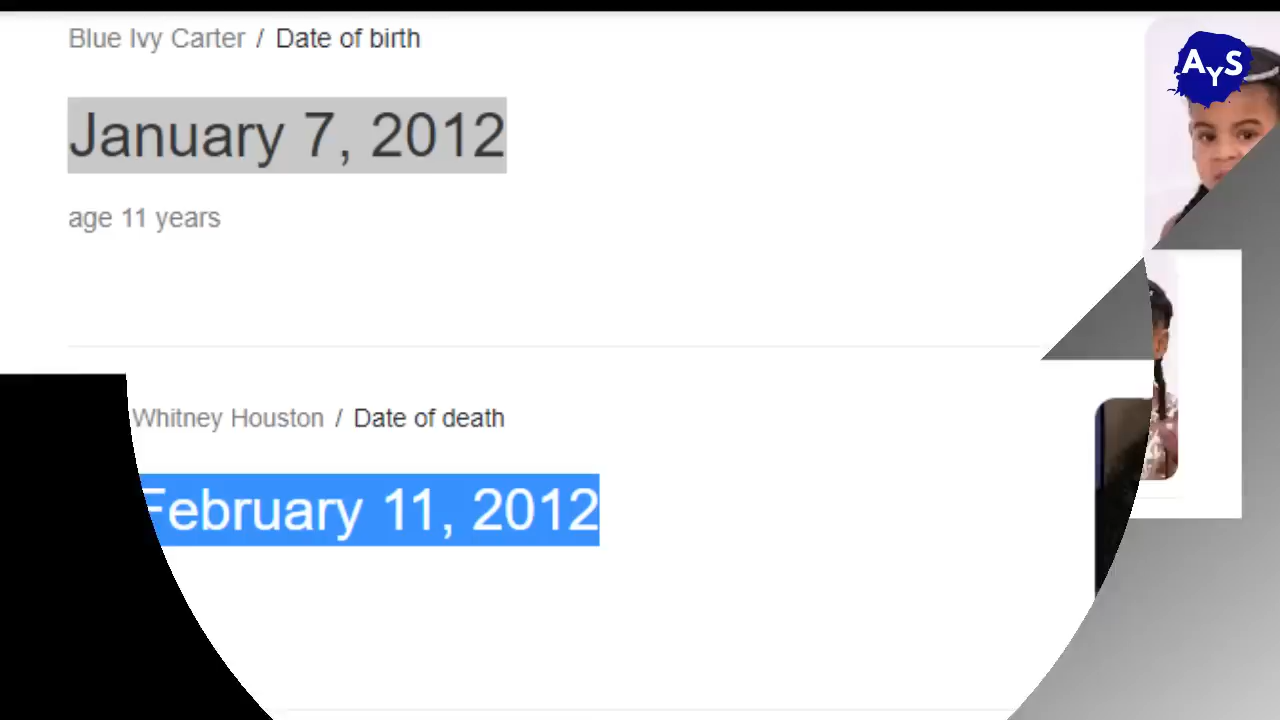 Blue Ivy Carter / Date of birth
AYS
January 7, 2012
age 11 years
Whitney Houston / Date of death
February 11, 2012